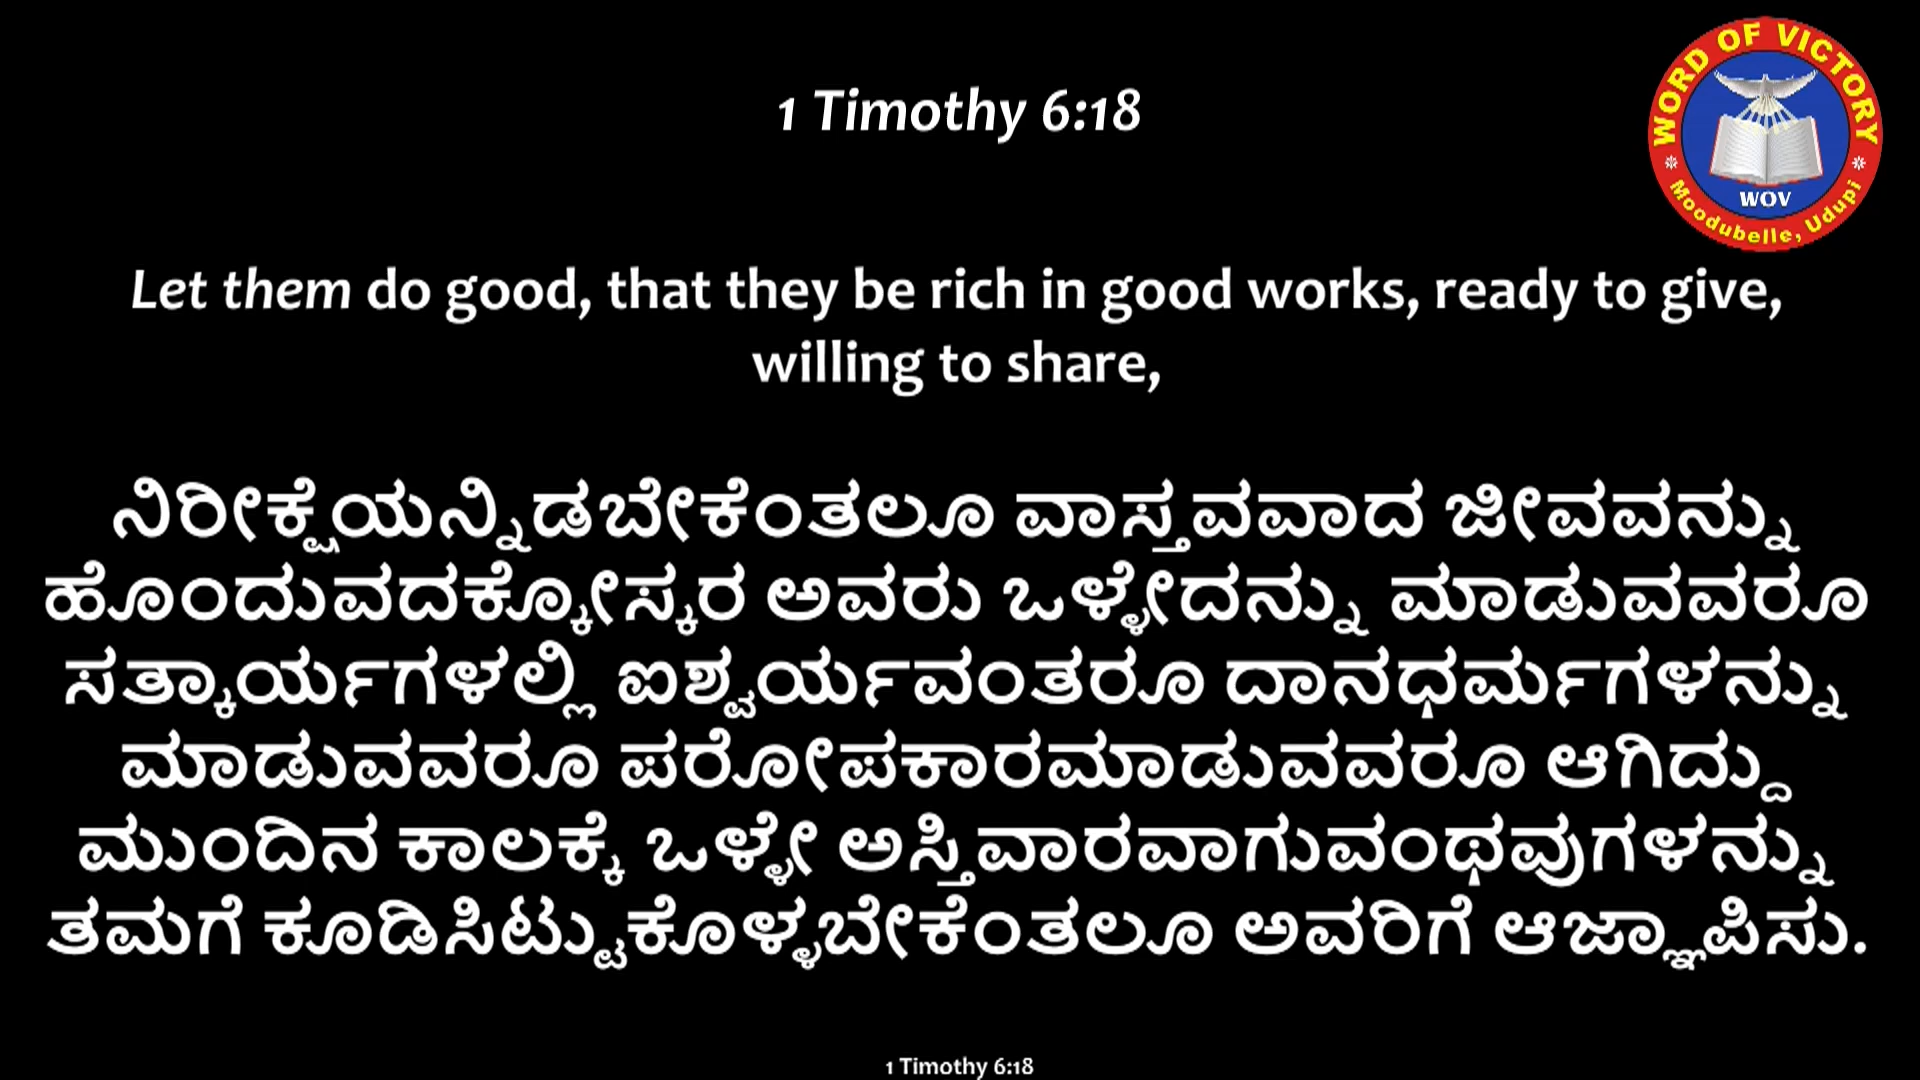 1 Timothy 6:18
WORD OF VICTORY
WOV
Moodubelle, Udupi
Let them do good, that they be rich in good works, ready to give,
willing to share,
ನಿರೀಕ್ಷೆಯನ್ನಿಡಬೇಕೆಂತಲೂ ವಾಸ್ತವವಾದ ಜೀವವನ್ನು
ಹೊಂದುವದಕ್ಕೋಸ್ಕರ ಅವರು ಒಳ್ಳೇದನ್ನು ಮಾಡುವವರೂ
ಸತ್ಕಾರ್ಯಗಳಲ್ಲಿ ಐಶ್ವರ್ಯವಂತರೂ ದಾನಧರ್ಮಗಳನ್ನು
ಮಾಡುವವರೂ ಪರೋಪಕಾರಮಾಡುವವರೂ ಆಗಿದ್ದು
ಮುಂದಿನ ಕಾಲಕ್ಕೆ ಒಳ್ಳೇ ಅಸ್ತಿವಾರವಾಗುವಂಥವುಗಳನ್ನು
ತಮಗೆ ಕೂಡಿಸಿಟ್ಟುಕೊಳ್ಳಬೇಕೆಂತಲೂ ಅವರಿಗೆ ಆಜ್ಞಾಪಿಸು.
1 Timothy 6:18